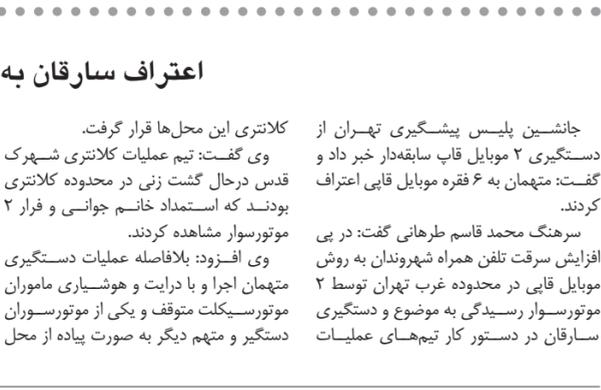 اعتراف سارقان به
جانشین پلیس پیشگیری تهران از
دستگیری ۲ موبایل قاپ سابقه‌دار خبر داد و
گفت: متهمان به ۶ فقره موبایل قاپی اعتراف
کردند.
سرهنگ محمد قاسم طرهانی گفت: در پی
افزایش سرقت تلفن همراه شهروندان به روش
موبایل قاپی در محدوده غرب تهران توسط ۲
موتورسوار رسیدگی به موضوع و دستگیری
سارقان در دستور کار تیم‌های عملیات
کلانتری این محل‌ها قرار گرفت.
وی گفت: تیم عملیات کلانتری شهرک
قدس درحال گشت زنی در محدوده کلانتری
بودند که استمداد خانم جوانی و فرار ۲
موتورسوار مشاهده کردند.
وی افزود: بلافاصله عملیات دستگیری
متهمان اجرا و با درایت و هوشیاری ماموران
موتورسیکلت متوقف و یکی از موتورسوران
دستگیر و متهم دیگر به صورت پیاده از محل